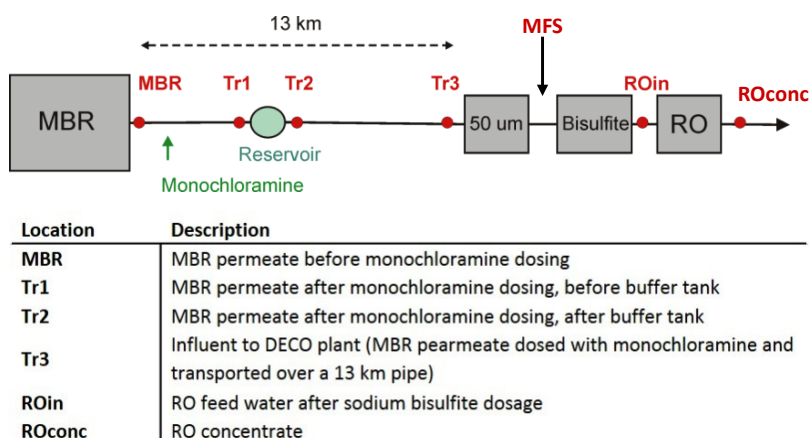 13 km
MFS
MBR Tr1 Tr2 Tr3 ROin ROconc
MBR 50 um Bisulfite RO
Reservoir
Monochloramine
Location Description
MBR MBR permeate before monochloramine dosing
Tr1 MBR permeate after monochloramine dosing, before buffer tank
Tr2 MBR permeate after monochloramine dosing, after buffer tank
Tr3 Influent to DECO plant (MBR pearmeate dosed with monochloramine and
transported over a 13 km pipe)
ROin RO feed water after sodium bisulfite dosage
ROconc RO concentrate